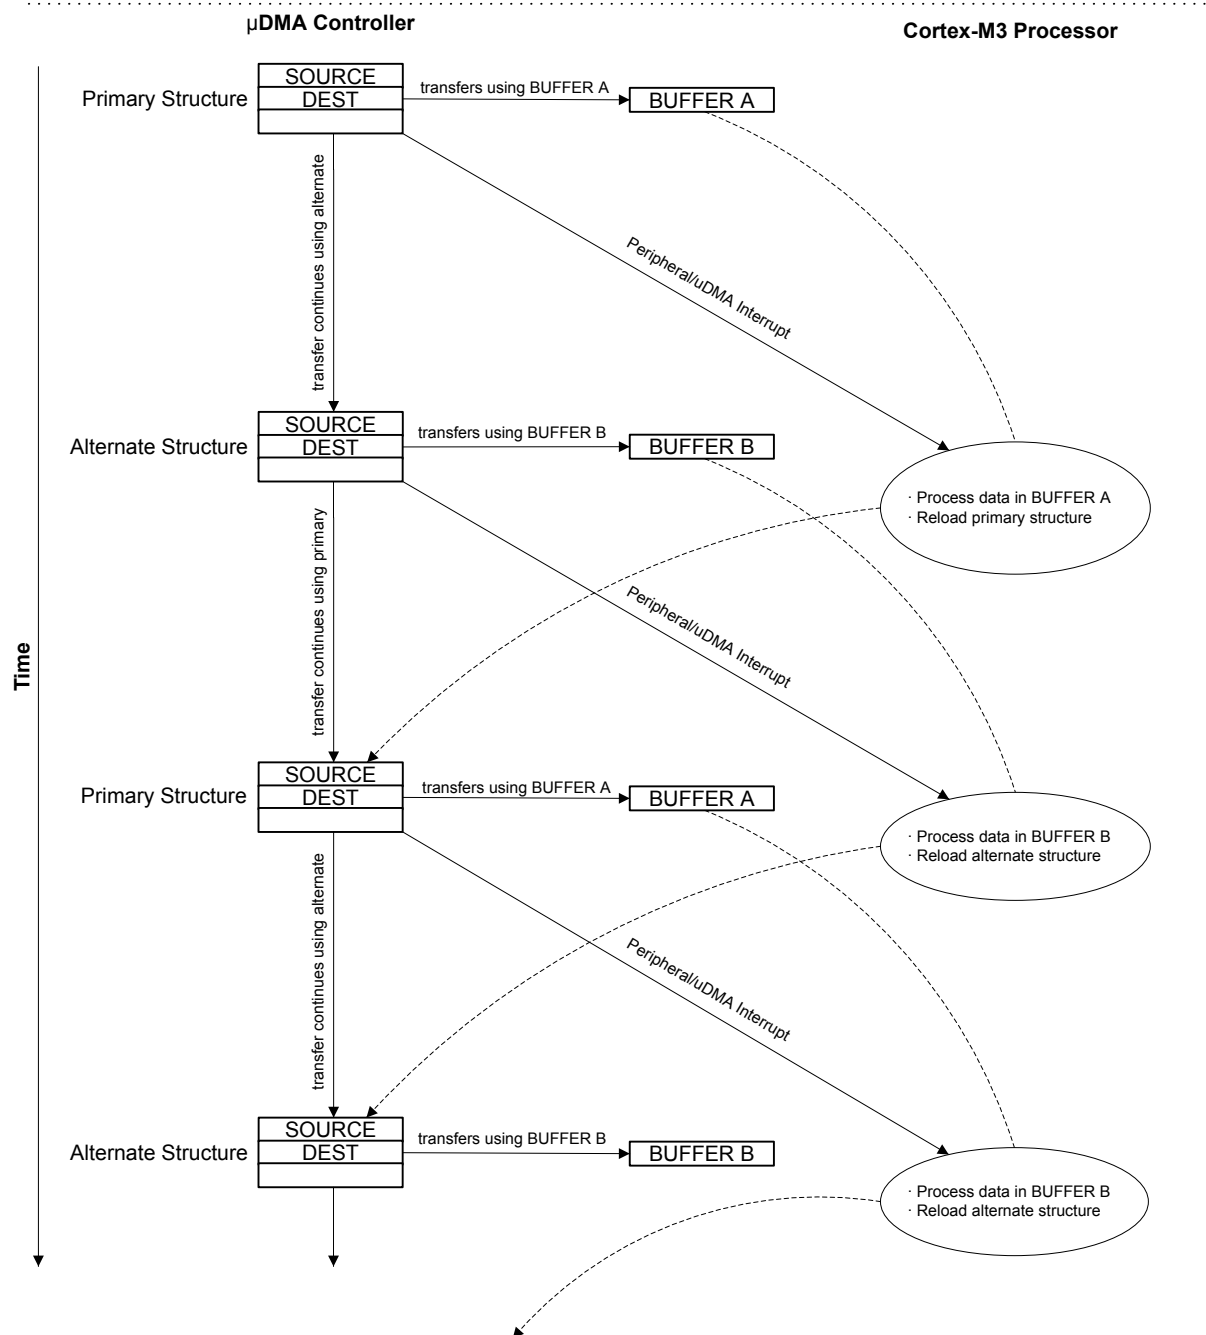 µDMA Controller
Cortex-M3 Processor
SOURCE
Primary Structure
DEST
transfers using BUFFER A
BUFFER A
transfer continues using alternate
Peripheral/uDMA Interrupt
SOURCE
Alternate Structure
DEST
transfers using BUFFER B
BUFFER B
· Process data in BUFFER A
· Reload primary structure
transfer continues using primary
Peripheral/uDMA Interrupt
Time
SOURCE
Primary Structure
DEST
transfers using BUFFER A
BUFFER A
· Process data in BUFFER B
· Reload alternate structure
transfer continues using alternate
Peripheral/uDMA Interrupt
SOURCE
Alternate Structure
DEST
transfers using BUFFER B
BUFFER B
· Process data in BUFFER B
· Reload alternate structure